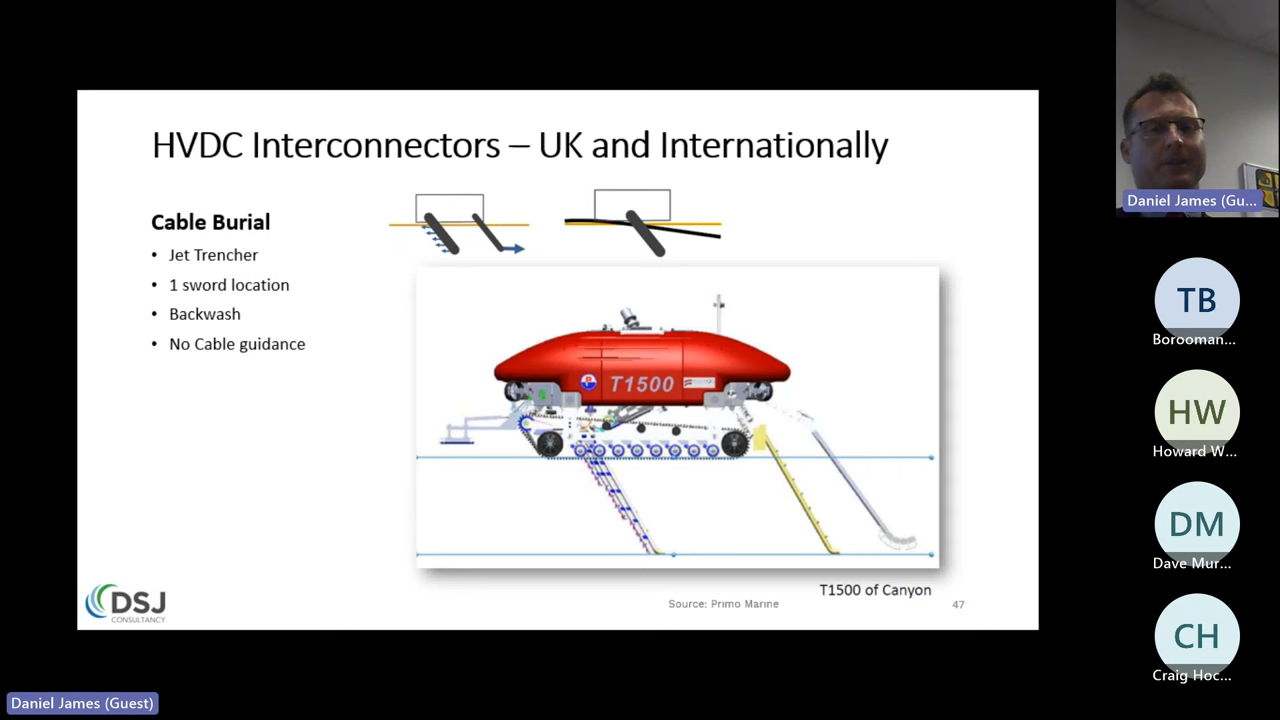 HVDC Interconnectors – UK and Internationally
Cable Burial
• Jet Trencher
• 1 sword location
• Backwash
• No Cable guidance
T1500
T1500 of Canyon
Source: Primo Marine
47
DSJ
CONSULTANCY
Daniel James (Gu...
TB
Borooman...
HW
Howard W...
DM
Dave Mur...
CH
Craig Hoc...
Daniel James (Guest)